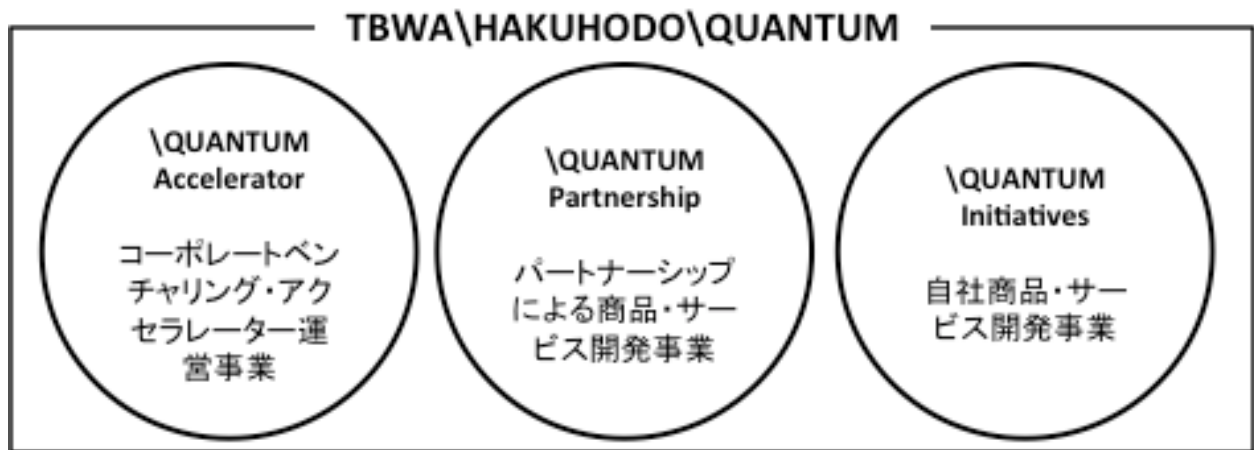 TBWA\HAKUHODO\QUANTUM
\QUANTUM
Accelerator
コーポレートベン
チャリング・アク
セラレーター運
営事業
\QUANTUM
Partnership
パートナーシップ
による商品・サー
ビス開発事業
\QUANTUM
Initiatives
自社商品・サー
ビス開発事業